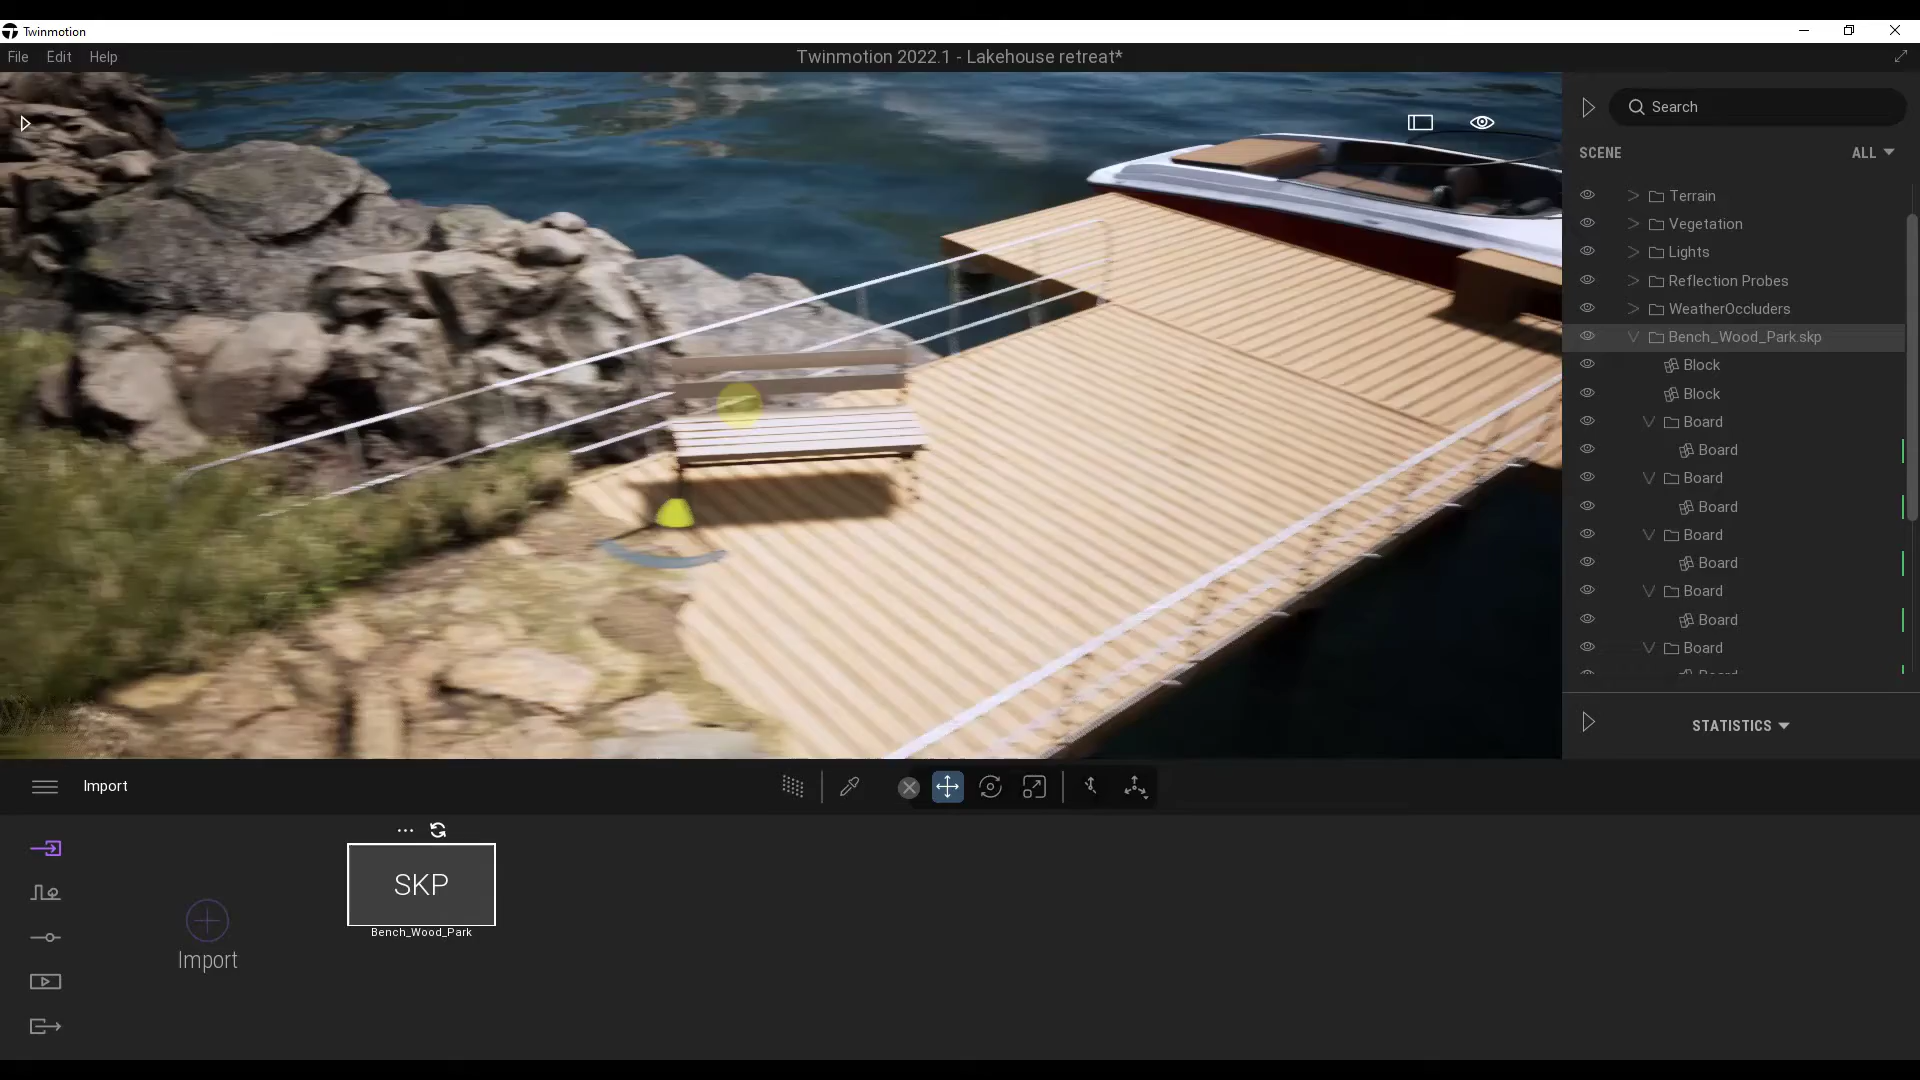 Twinmotion
File Edit Help
Twinmotion 2022.1 - Lakehouse retreat*
Search
SCENE
ALL
Terrain
Vegetation
Lights
Reflection Probes
WeatherOccluders
Bench_Wood_Park.skp
Block
Block
Board
Board
Board
Board
Board
Board
Board
Board
Board
Board
STATISTICS
Import
SKP
Bench_Wood_Park
Import